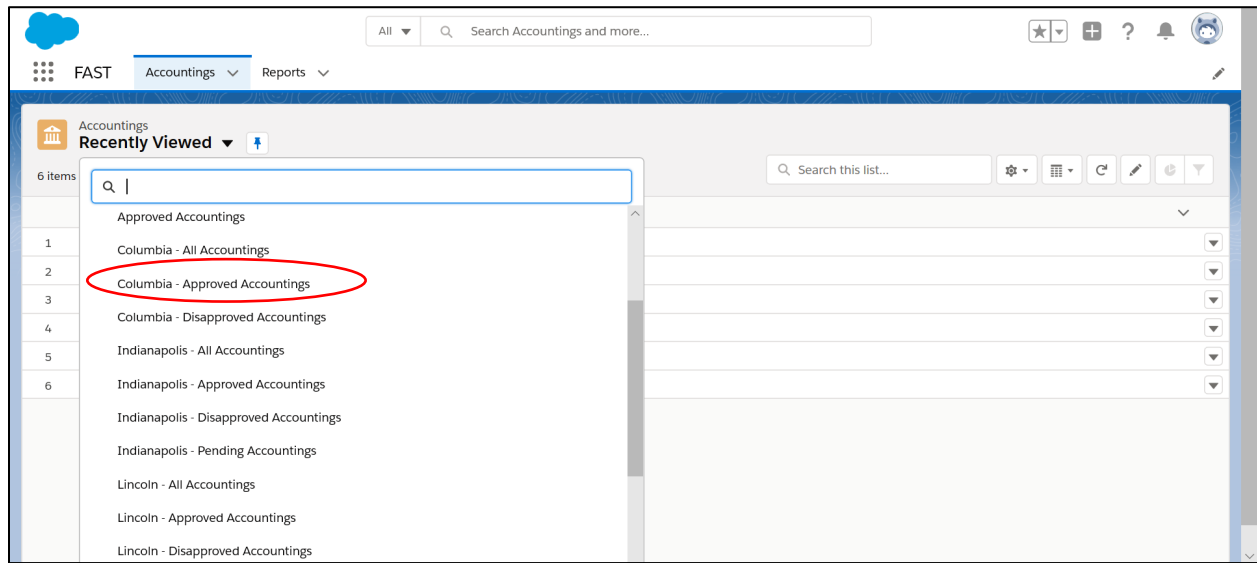 All Search Accountings and more...
FAST Accountings Reports
Accountings
Recently Viewed
6 items
Search this list...
Approved Accountings
1
Columbia - All Accountings
2
Columbia - Approved Accountings
3
Columbia - Disapproved Accountings
4
Indianapolis - All Accountings
5
Indianapolis - Approved Accountings
6
Indianapolis - Disapproved Accountings
Indianapolis - Pending Accountings
Lincoln - All Accountings
Lincoln - Approved Accountings
Lincoln - Disapproved Accountings